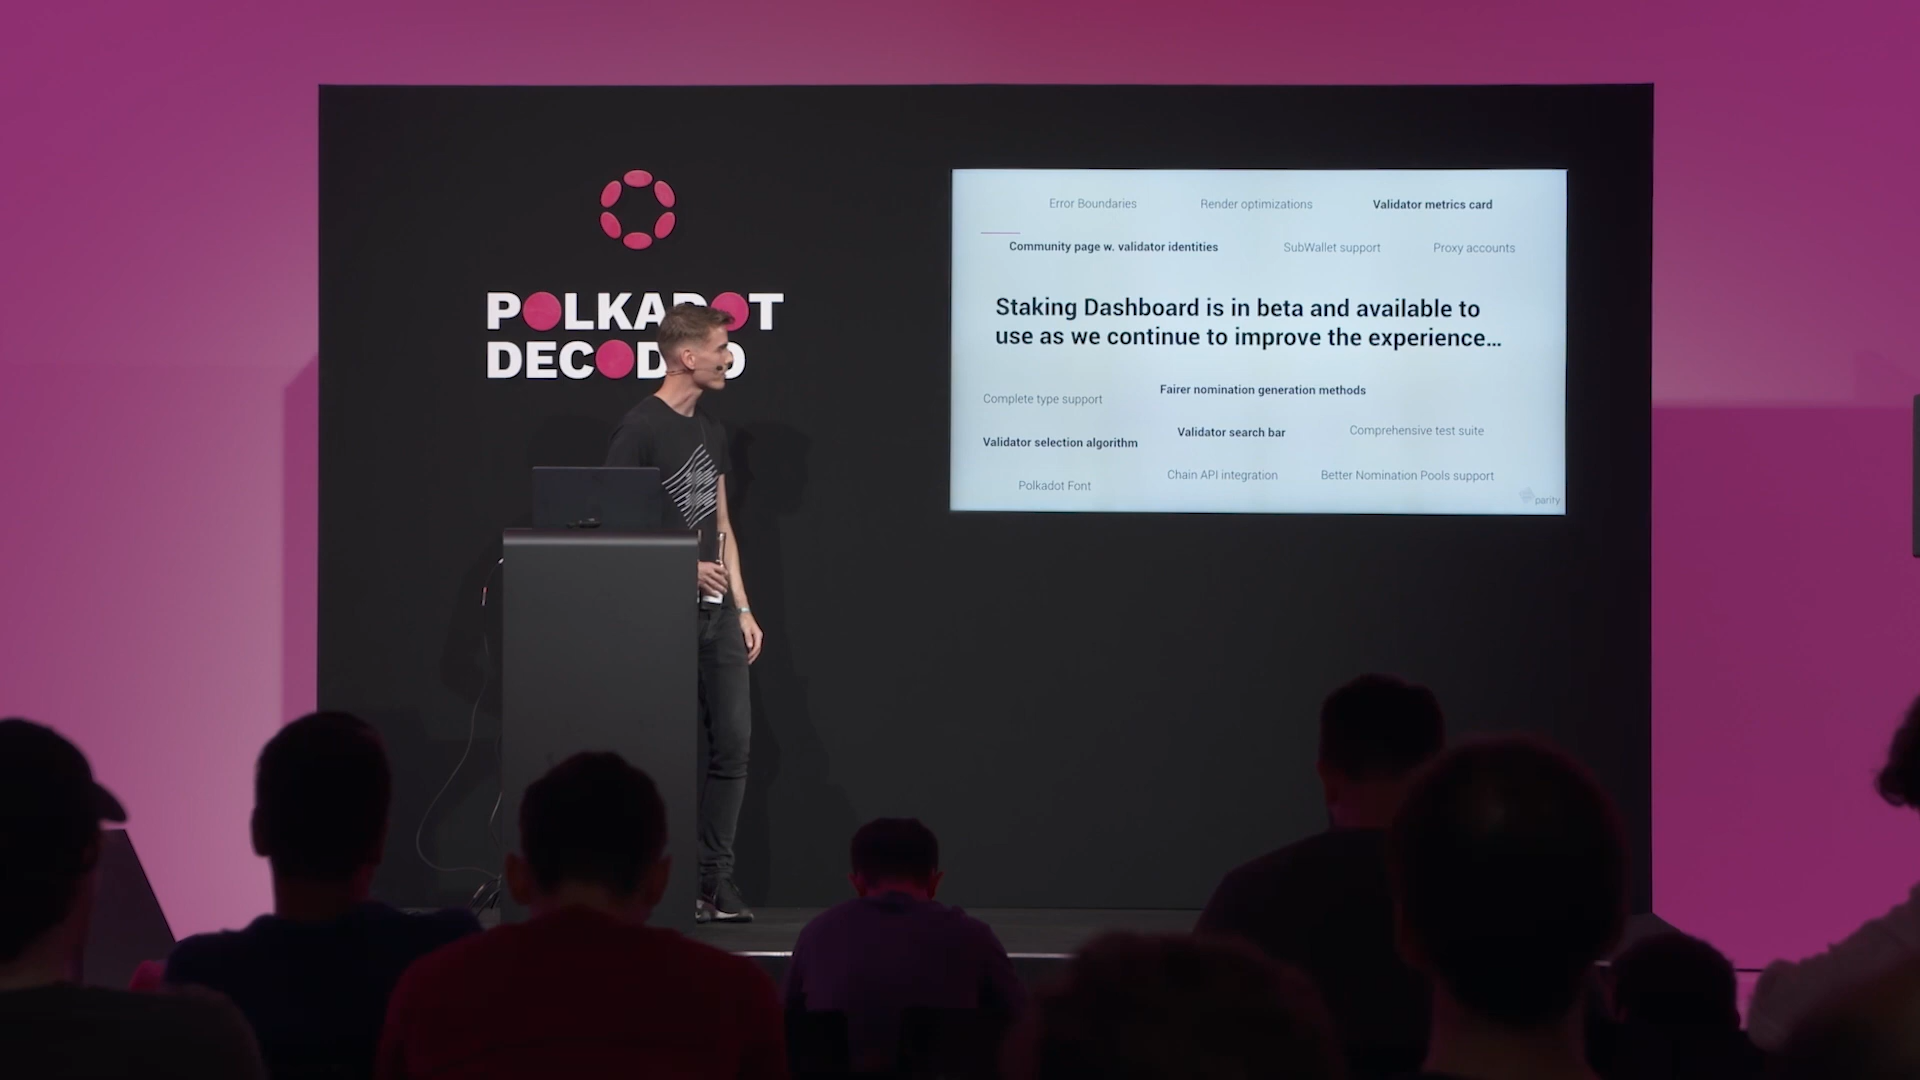 POLKADOT
DECODED
Error Boundaries
Render optimizations
Validator metrics card
Community page w. validator identities
SubWallet support
Proxy accounts
Staking Dashboard is in beta and available to
use as we continue to improve the experience...
Complete type support
Fairer nomination generation methods
Validator selection algorithm
Validator search bar
Comprehensive test suite
Polkadot Font
Chain API integration
Better Nomination Pools support
parity